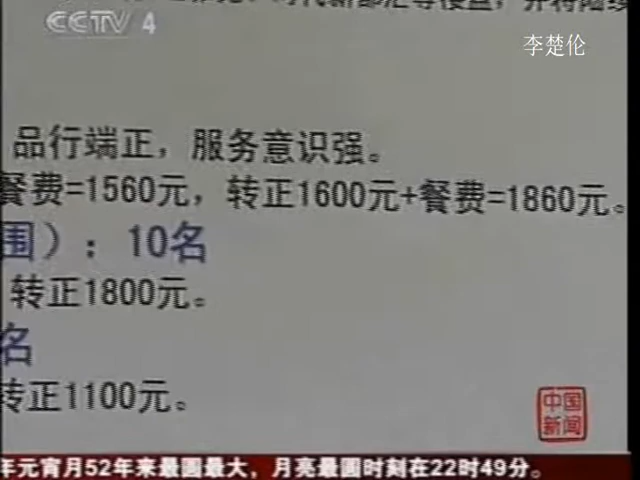 CCTV 4
李楚伦
品行端正，服务意识强。
餐费=1560元，转正1600元+餐费=1860元。
围）：10名
转正1800元。
名
转正1100元。
中国
新闻
年元宵月52年来最圆最大，月亮最圆时刻在22时49分。